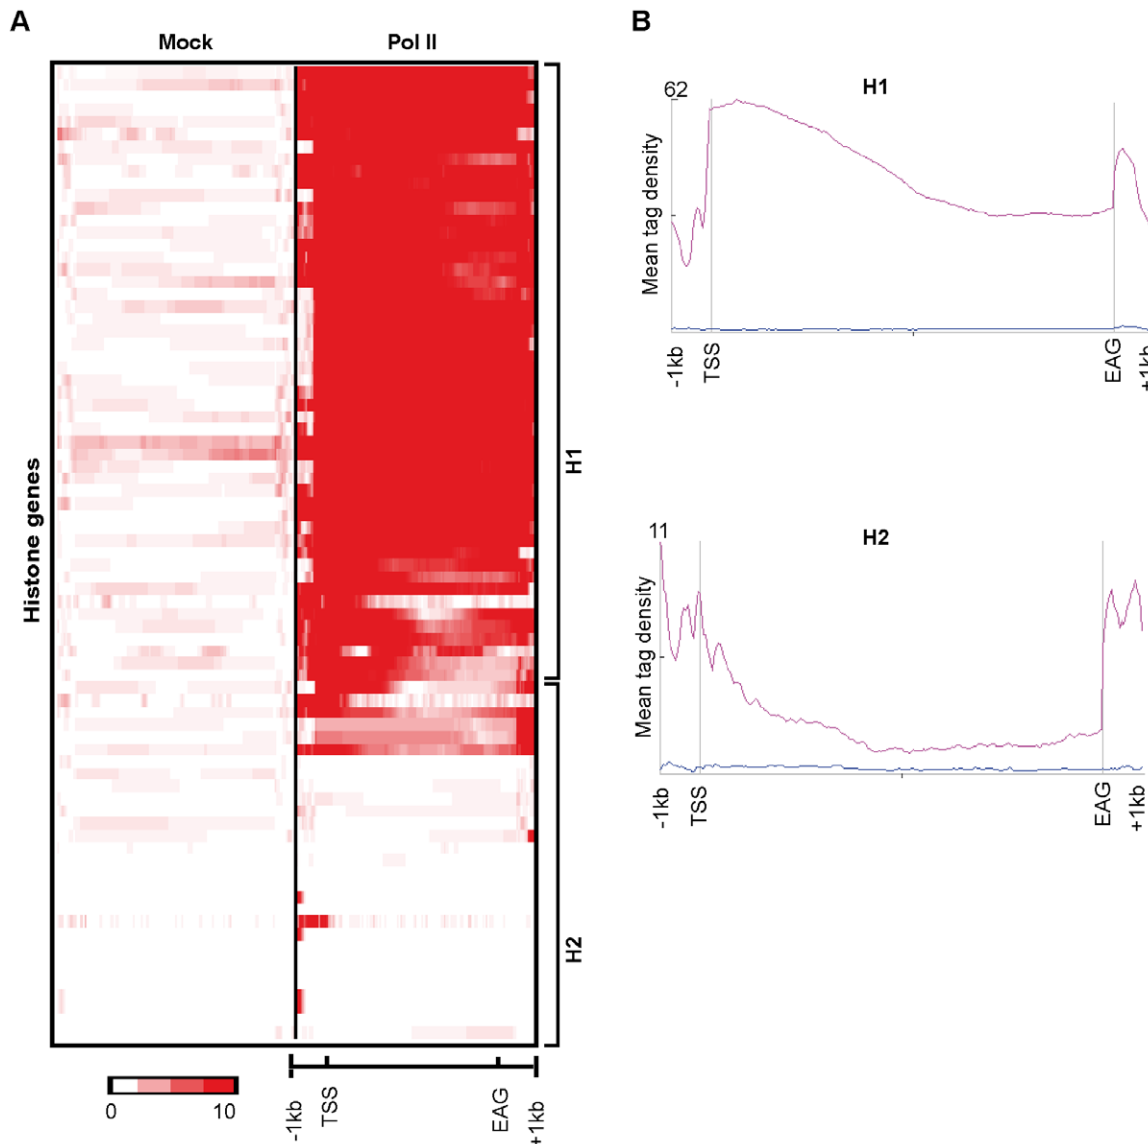 A
Mock
Pol II
Histone genes
H1
H2
0
10
-1kb
TSS
EAG
+1kb
B
62
H1
Mean tag density
-1kb
TSS
EAG
+1kb
11
H2
Mean tag density
-1kb
TSS
EAG
+1kb